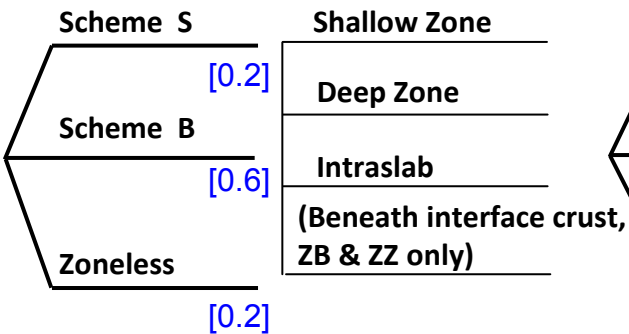 Scheme S
[0.2]
Scheme B
[0.6]
Zoneless
[0.2]
Shallow Zone
Deep Zone
Intraslab
(Beneath interface crust,
ZB & ZZ only)